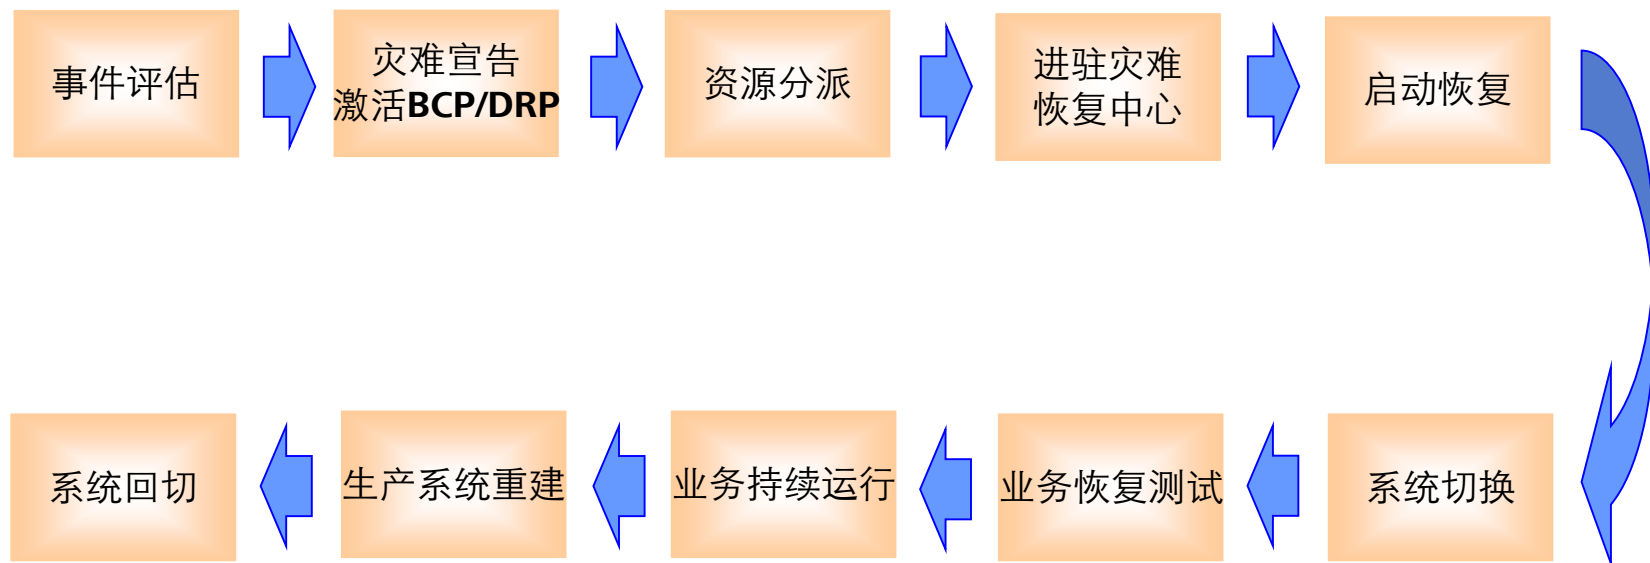 事件评估
灾难宣告
激活BCP/DRP
资源分派
进驻灾难
恢复中心
启动恢复
系统切换
业务恢复测试
业务持续运行
生产系统重建
系统回切